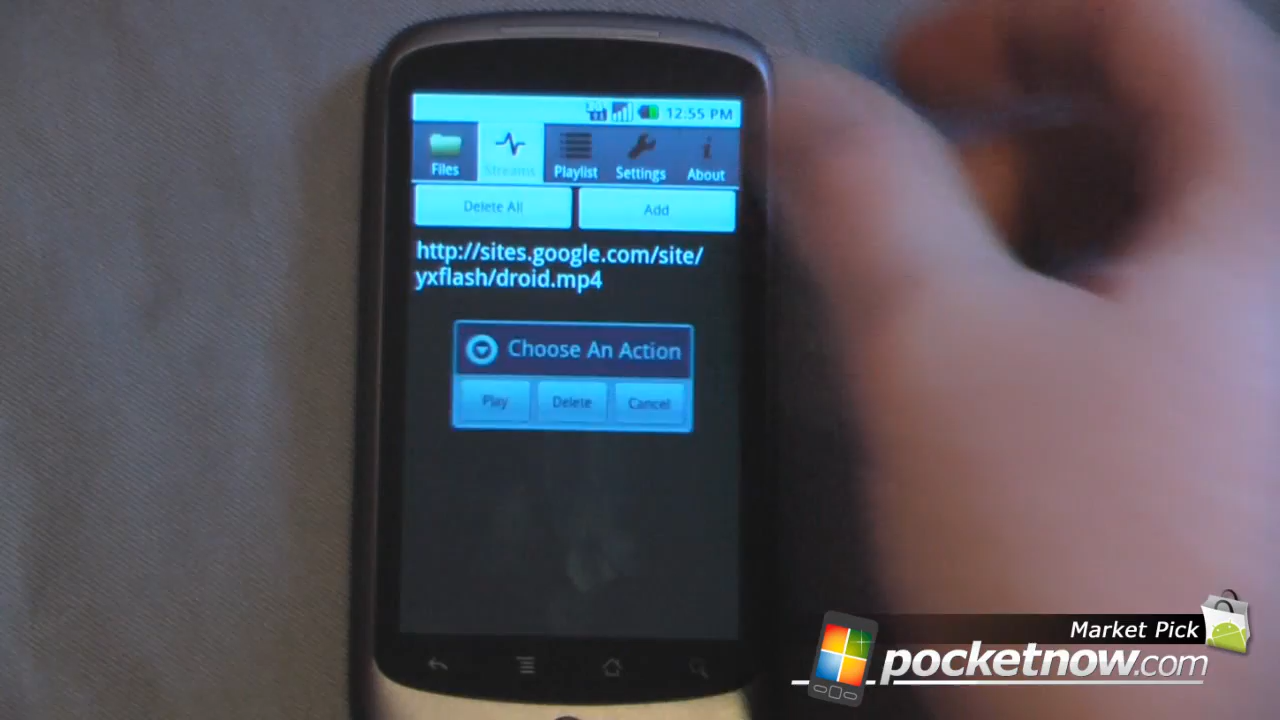 12:55 PM
Files Streams Playlist Settings About
Delete All Add
http://sites.google.com/site/
yxflash/droid.mp4
Choose An Action
Play Delete Cancel
Market Pick
pocketnow.com